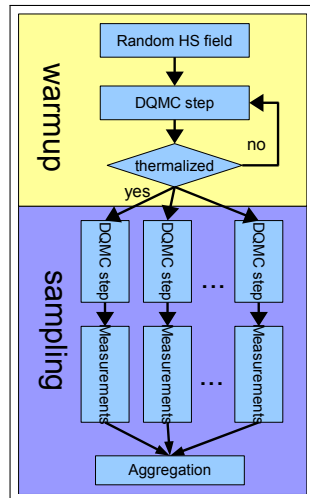 warmup
Random HS field
DQMC step
no
thermalized
yes
sampling
DQMC step
DQMC step
...
DQMC step
Measurements
Measurements
...
Measurements
Aggregation